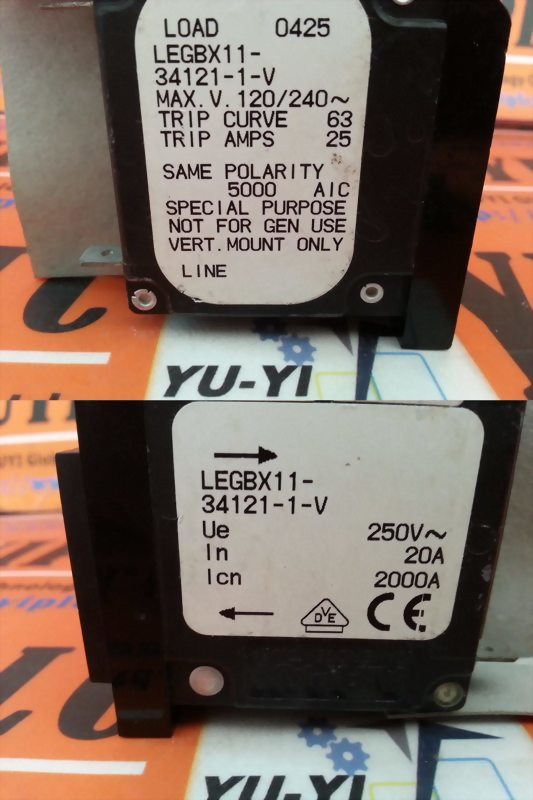 LOAD 0425
LEGBX11-
34121-1-V
MAX.V.120/240~
TRIP CURVE 63
TRIP AMPS 25
SAME POLARITY
5000 AIC
SPECIAL PURPOSE
NOT FOR GEN USE
VERT.MOUNT ONLY
LINE
YU-YI
LEGBX11-
34121-1-V
Ue 250V~
In 20A
Icn 2000A
DVE CE
YU-YI